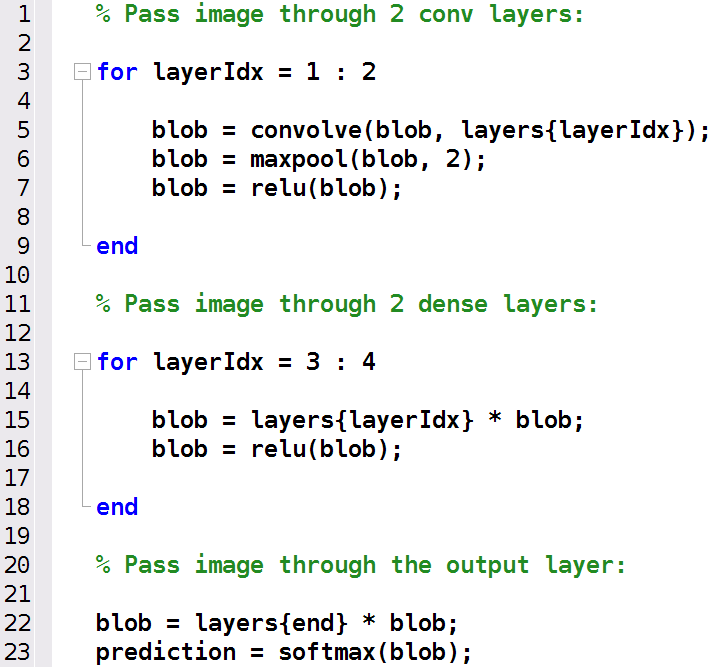 1 % Pass image through 2 conv layers:
2
3 for layerIdx = 1 : 2
4
5 blob = convolve(blob, layers{layerIdx});
6 blob = maxpool(blob, 2);
7 blob = relu(blob);
8
9 end
10
11 % Pass image through 2 dense layers:
12
13 for layerIdx = 3 : 4
14
15 blob = layers{layerIdx} * blob;
16 blob = relu(blob);
17
18 end
19
20 % Pass image through the output layer:
21
22 blob = layers{end} * blob;
23 prediction = softmax(blob);